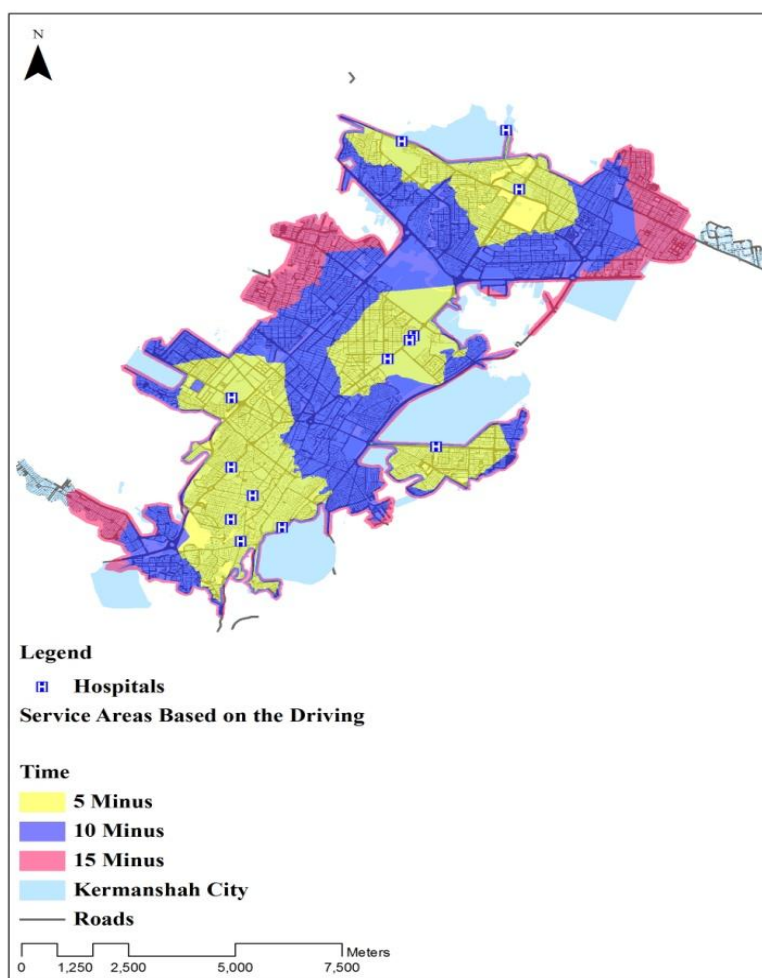 N
H
H
H
H
H
H
H
H
H
H
H
H
H
H
Legend
H Hospitals
Service Areas Based on the Driving
Time
5 Minus
10 Minus
15 Minus
Kermanshah City
Roads
Meters
0 1,250 2,500 5,000 7,500